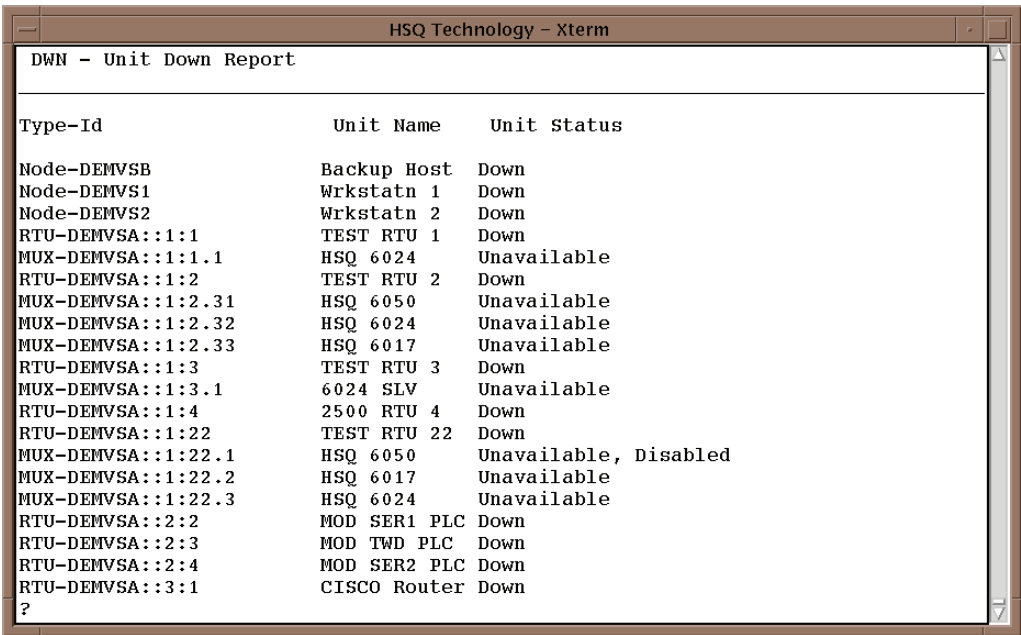 HSQ Technology – Xterm
DWN – Unit Down Report
Type–Id Unit Name Unit Status
Node–DEMVSB Backup Host Down
Node–DEMVS1 Wrkstatn 1 Down
Node–DEMVS2 Wrkstatn 2 Down
RTU–DEMVSA::1:1 TEST RTU 1 Down
MUX–DEMVSA::1:1.1 HSQ 6024 Unavailable
RTU–DEMVSA::1:2 TEST RTU 2 Down
MUX–DEMVSA::1:2.31 HSQ 6050 Unavailable
MUX–DEMVSA::1:2.32 HSQ 6024 Unavailable
MUX–DEMVSA::1:2.33 HSQ 6017 Unavailable
RTU–DEMVSA::1:3 TEST RTU 3 Down
MUX–DEMVSA::1:3.1 6024 SLV Unavailable
RTU–DEMVSA::1:4 2500 RTU 4 Down
RTU–DEMVSA::1:22 TEST RTU 22 Down
MUX–DEMVSA::1:22.1 HSQ 6050 Unavailable, Disabled
MUX–DEMVSA::1:22.2 HSQ 6017 Unavailable
MUX–DEMVSA::1:22.3 HSQ 6024 Unavailable
RTU–DEMVSA::2:2 MOD SER1 PLC Down
RTU–DEMVSA::2:3 MOD TWD PLC Down
RTU–DEMVSA::2:4 MOD SER2 PLC Down
RTU–DEMVSA::3:1 CISCO Router Down
?